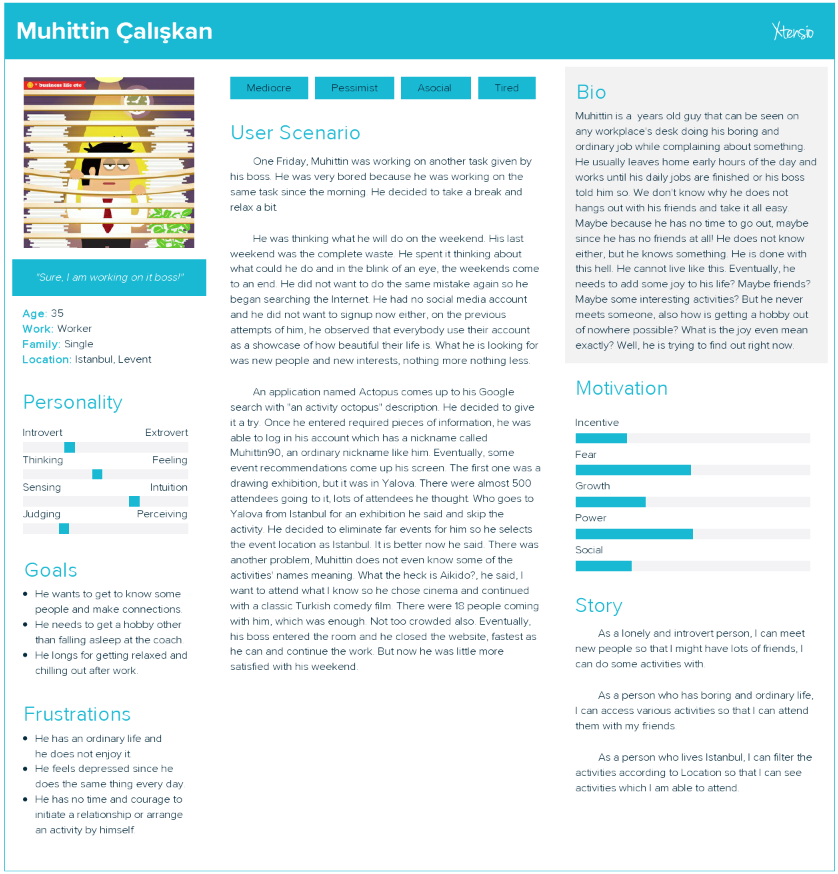 Muhittin Çalışkan
Xtensio
* business life etc
"Sure, I am working on it boss!"
Age: 35
Work: Worker
Family: Single
Location: Istanbul, Levent
Personality
Introvert Extrovert
Thinking Feeling
Sensing Intuition
Judging Perceiving
Goals
He wants to get to know some
people and make connections.
He needs to get a hobby other
than falling asleep at the coach.
He longs for getting relaxed and
chilling out after work.
Frustrations
He has an ordinary life and
he does not enjoy it.
He feels depressed since he
does the same thing every day.
He has no time and courage to
initiate a relationship or arrange
an activity by himself.
Mediocre Pessimist Asocial Tired
User Scenario
One Friday, Muhittin was working on another task given by
his boss. He was very bored because he was working on the
same task since the morning. He decided to take a break and
relax a bit.
He was thinking what he will do on the weekend. His last
weekend was the complete waste. He spent it thinking about
what could he do and in the blink of an eye, the weekends come
to an end. He did not want to do the same mistake again so he
began searching the Internet. He had no social media account
and he did not want to signup now either, on the previous
attempts of him, he observed that everybody use their account
as a showcase of how beautiful their life is. What he is looking for
was new people and new interests, nothing more nothing less.
An application named Actopus comes up to his Google
search with "an activity octopus" description. He decided to give
it a try. Once he entered required pieces of information, he was
able to log in his account which has a nickname called
Muhittin90, an ordinary nickname like him. Eventually, some
event recommendations come up his screen. The first one was a
drawing exhibition, but it was in Yalova. There were almost 500
attendees going to it, lots of attendees he thought. Who goes to
Yalova from Istanbul for an exhibition he said and skip the
activity. He decided to eliminate far events for him so he selects
the event location as Istanbul. It is better now he said. There was
another problem, Muhittin does not even know some of the
activities' names meaning. What the heck is Aikido?, he said, I
want to attend what I know so he chose cinema and continued
with a classic Turkish comedy film. There were 18 people coming
with him, which was enough. Not too crowded also. Eventually,
his boss entered the room and he closed the website, fastest as
he can and continue the work. But now he was little more
satisfied with his weekend.
Bio
Muhittin is a years old guy that can be seen on
any workplace's desk doing his boring and
ordinary job while complaining about something.
He usually leaves home early hours of the day and
works until his daily jobs are finished or his boss
told him so. We don't know why he does not
hangs out with his friends and take it all easy.
Maybe because he has no time to go out, maybe
since he has no friends at all! He does not know
either, but he knows something. He is done with
this hell. He cannot live like this. Eventually, he
needs to add some joy to his life? Maybe friends?
Maybe some interesting activities? But he never
meets someone, also how is getting a hobby out
of nowhere possible? What is the joy even mean
exactly? Well, he is trying to find out right now.
Motivation
Incentive
Fear
Growth
Power
Social
Story
As a lonely and introvert person, I can meet
new people so that I might have lots of friends, I
can do some activities with.
As a person who has boring and ordinary life,
I can access various activities so that I can attend
them with my friends
As a person who lives Istanbul, I can filter the
activities according to Location so that I can see
activities which I am able to attend.